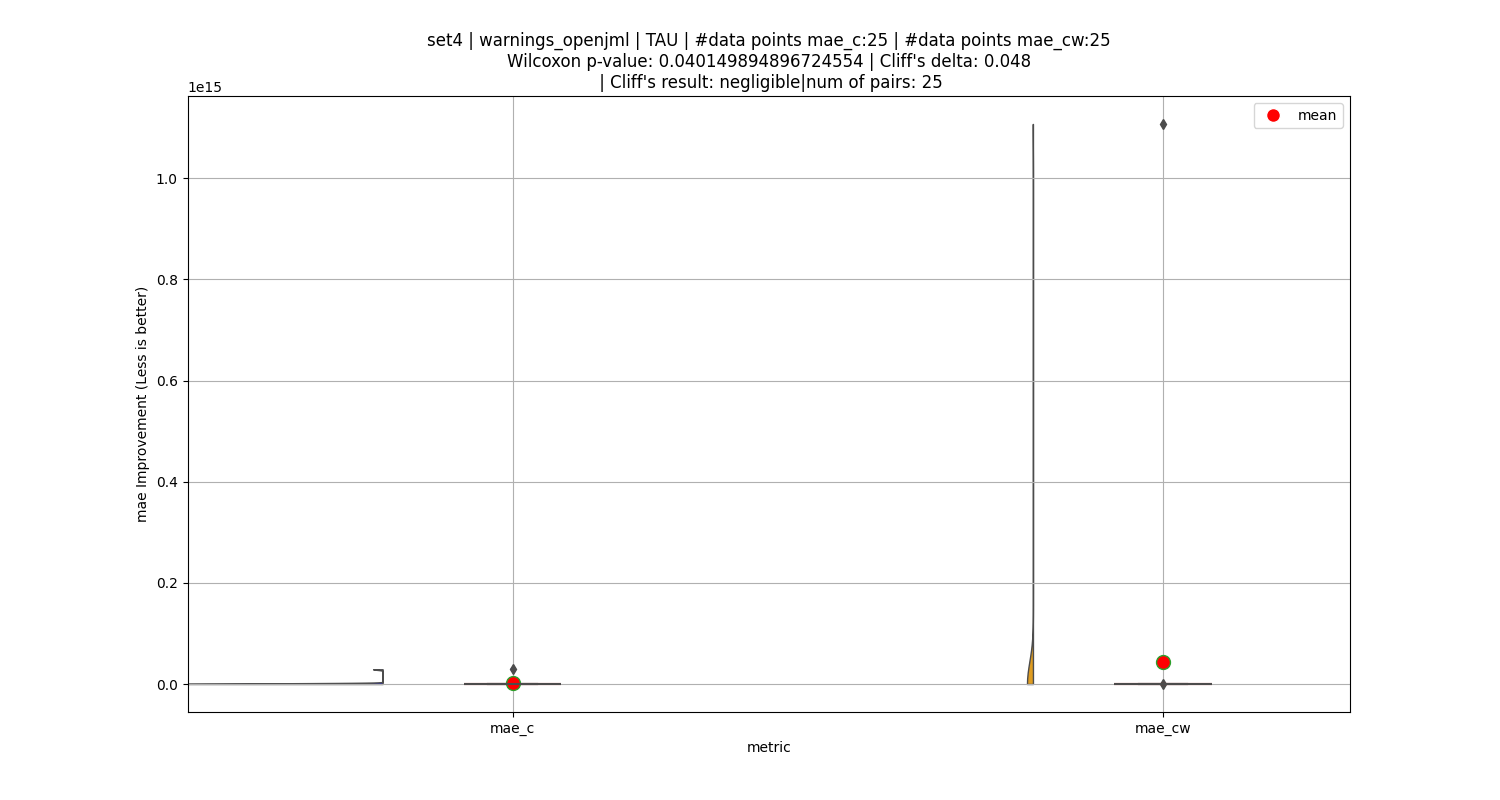 set4 | warnings_openjml | TAU | #data points mae_c:25 | #data points mae_cw:25
Wilcoxon p-value: 0.040149894896724554 | Cliff's delta: 0.048
| Cliff's result: negligible|num of pairs: 25
1e15
mean
1.0
0.8
0.6
0.4
0.2
0.0
mae Improvement (Less is better)
mae_c
mae_cw
metric